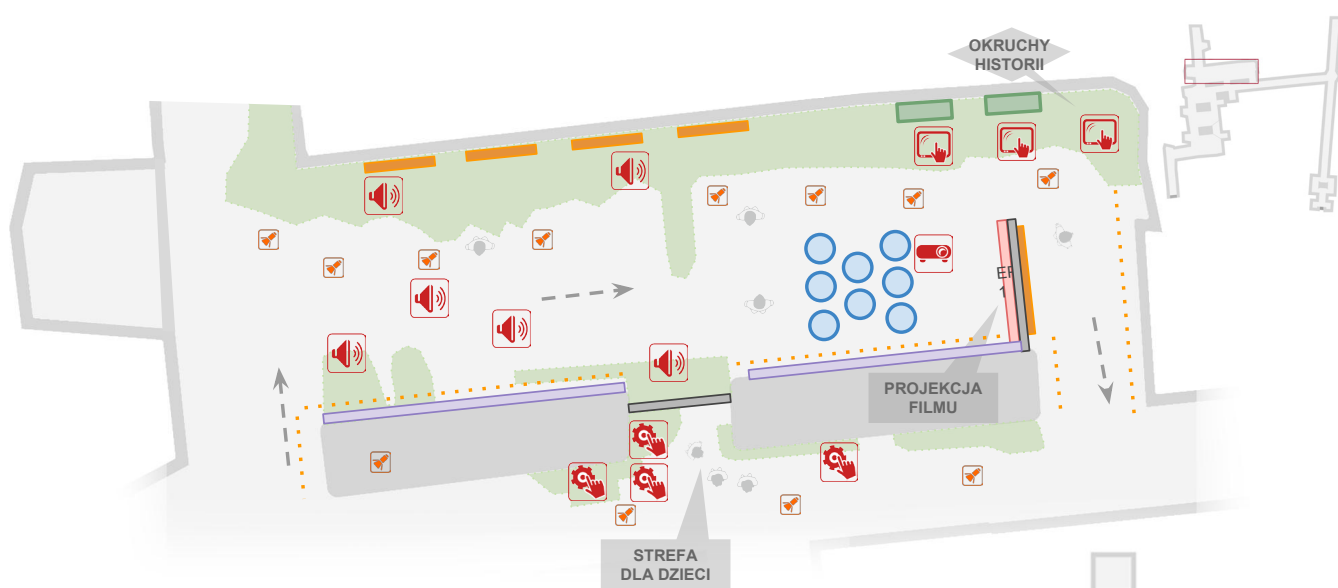 OKRUCHY
HISTORII
PROJEKCJA
FILMU
STREFA
DLA DZIECI